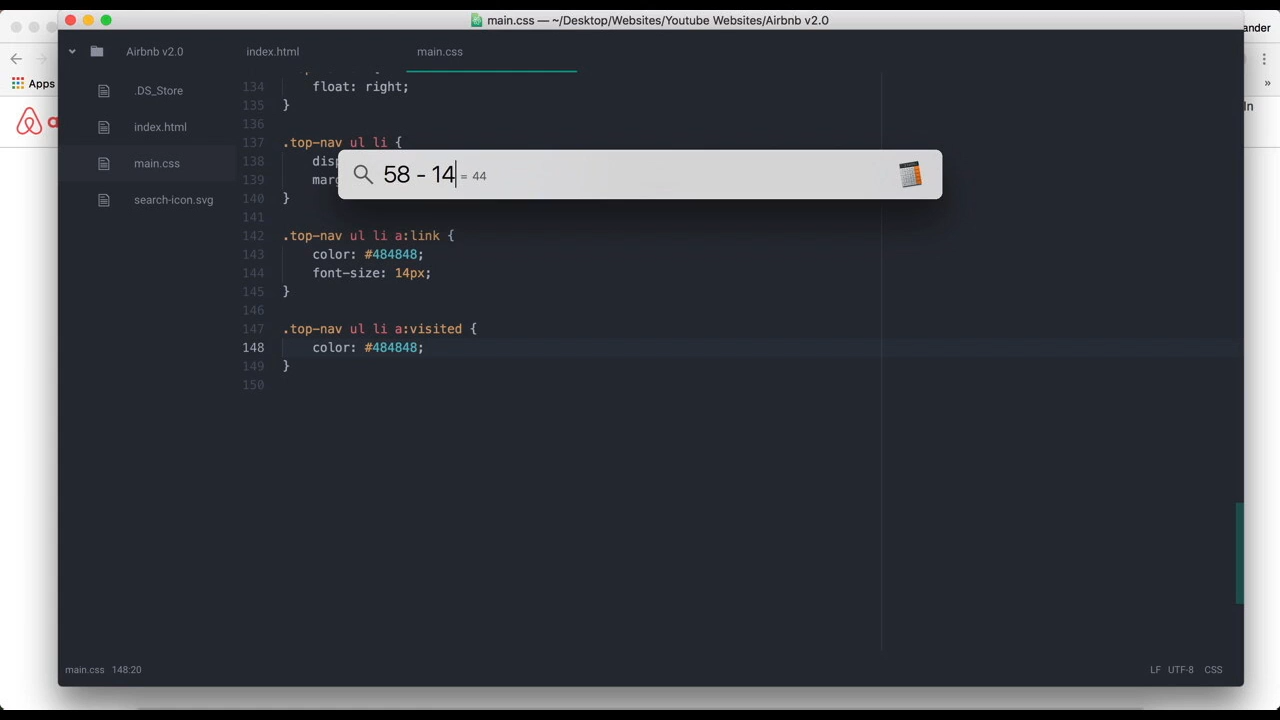 main.css — ~/Desktop/Websites/Youtube Websites/Airbnb v2.0
ander
Apps
a
In
Airbnb v2.0
index.html
main.css
.DS_Store
index.html
main.css
search-icon.svg
134 float: right;
135 }
136
137 .top-nav ul li {
138 disp
139 marg
140 }
141
142 .top-nav ul li a:link {
143 color: #484848;
144 font-size: 14px;
145 }
146
147 .top-nav ul li a:visited {
148 color: #484848;
149 }
150
58 - 14 = 44
main.css 148:20
LF UTF-8 CSS